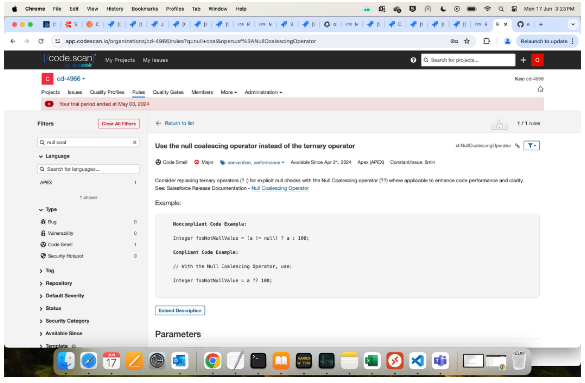 Chrome File Edit View History Bookmarks Profiles Tab Window Help
Mon 17 Jun 3:23 PM
app.codescan.io/organizations/cd-4966/rules?q=null+coal&open=sf%3ANullCoalescingOperator
Relaunch to update
code.scan
My Projects My Issues
Search for projects...
+ C
C cd-4966
Key: cd-4966
Projects Issues Quality Profiles Rules Quality Gates Members More Administration
Your trial period ended at May 03, 2024
Filters
Clear All Filters
null coal
Language
Search for languages...
APEX 1
1 shown
Type
Bug 0
Vulnerability 0
Code Smell 1
Security Hotspot 0
Tag
Repository
Default Severity
Status
Security Category
Available Since
Template
← Return to list
1 / 1 rules
Use the null coalescing operator instead of the ternary operator
sf:NullCoalescingOperator
Code Smell Major convention, performance Available Since Apr 21, 2024 Apex (APEX) Constant/issue: 5min
Consider replacing ternary operators (? :) for explicit null checks with the Null Coalescing operator (??) where applicable to enhance code performance and clarity.
See: Salesforce Release Documentation - Null Coalescing Operator
Example:
Noncompliant Code Example:
Integer fooNotNullValue = (a != null) ? a : 100;
Compliant Code Example:
// With the Null Coalescing Operator, use:
Integer fooNotNullValue = a ?? 100;
Extend Description
Parameters
JUN
17